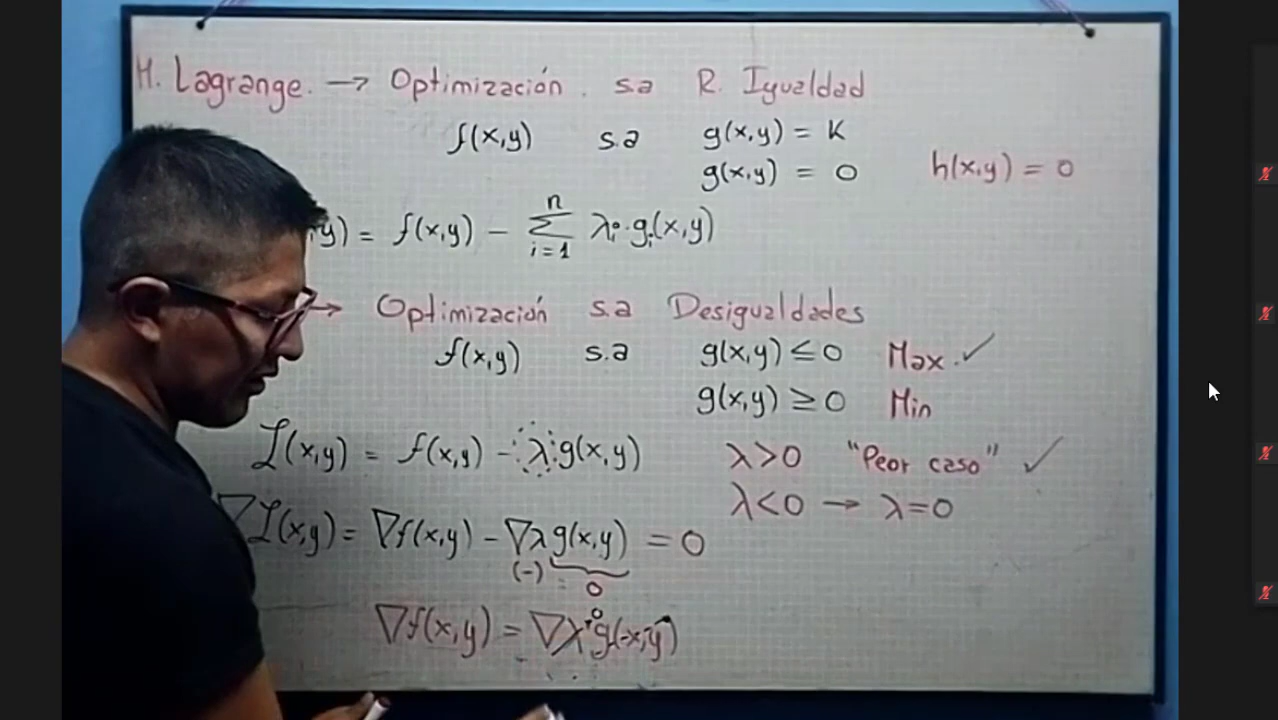 M. Lagrange. → Optimización. s.a R. Igualdad
f(x,y) s.a g(x,y) = K
g(x,y) = 0 h(x,y) = 0
,y) = f(x,y) - ∑ i=1 n λi·gi(x,y)
→ Optimización s.a Desigualdades
f(x,y) s.a g(x,y) ≤ 0 Max. ✓
g(x,y) ≥ 0 Min
ℒ(x,y) = f(x,y) - λ g(x,y) λ>0 "Peor caso" ✓
λ<0 → λ=0
∇ℒ(x,y) = ∇f(x,y) - ∇λ g(x,y) = 0
(-) 0
∇f(x,y) = ∇λ⁰ g(x,y)